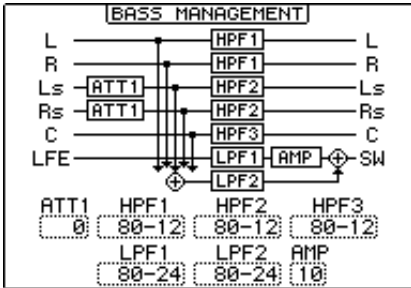 BASS MANAGEMENT
L HPF1 L
R HPF1 R
Ls ATT1 HPF2 Ls
Rs ATT1 HPF2 Rs
C HPF3 C
LFE LPF1 AMP SW
LPF2
ATT1 HPF1 HPF2 HPF3
0 80-12 80-12 80-12
LPF1 LPF2 AMP
80-24 80-24 10